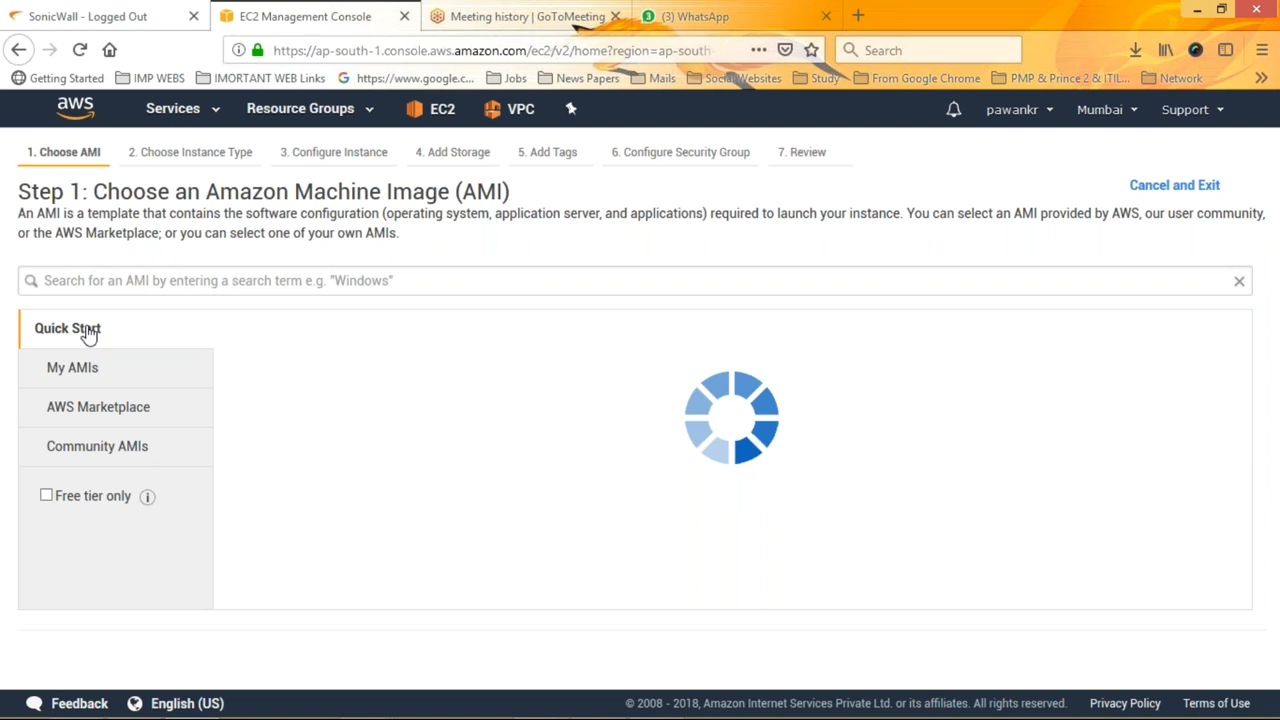 SonicWall - Logged Out
EC2 Management Console
Meeting history | GoToMeeting
(3) WhatsApp
https://ap-south-1.console.aws.amazon.com/ec2/v2/home?region=ap-south-
Search
Getting Started
IMP WEBS
IMORTANT WEB Links
https://www.google.c...
Jobs
News Papers
Mails
Social Websites
Study
From Google Chrome
PMP & Prince 2 & ITIL...
Network
aws
Services
Resource Groups
EC2
VPC
pawankr
Mumbai
Support
1. Choose AMI
2. Choose Instance Type
3. Configure Instance
4. Add Storage
5. Add Tags
6. Configure Security Group
7. Review
Step 1: Choose an Amazon Machine Image (AMI)
Cancel and Exit
An AMI is a template that contains the software configuration (operating system, application server, and applications) required to launch your instance. You can select an AMI provided by AWS, our user community,
or the AWS Marketplace; or you can select one of your own AMIs.
Search for an AMI by entering a search term e.g. "Windows"
Quick Start
My AMIs
AWS Marketplace
Community AMIs
Free tier only
Feedback
English (US)
© 2008 - 2018, Amazon Internet Services Private Ltd. or its affiliates. All rights reserved.
Privacy Policy
Terms of Use